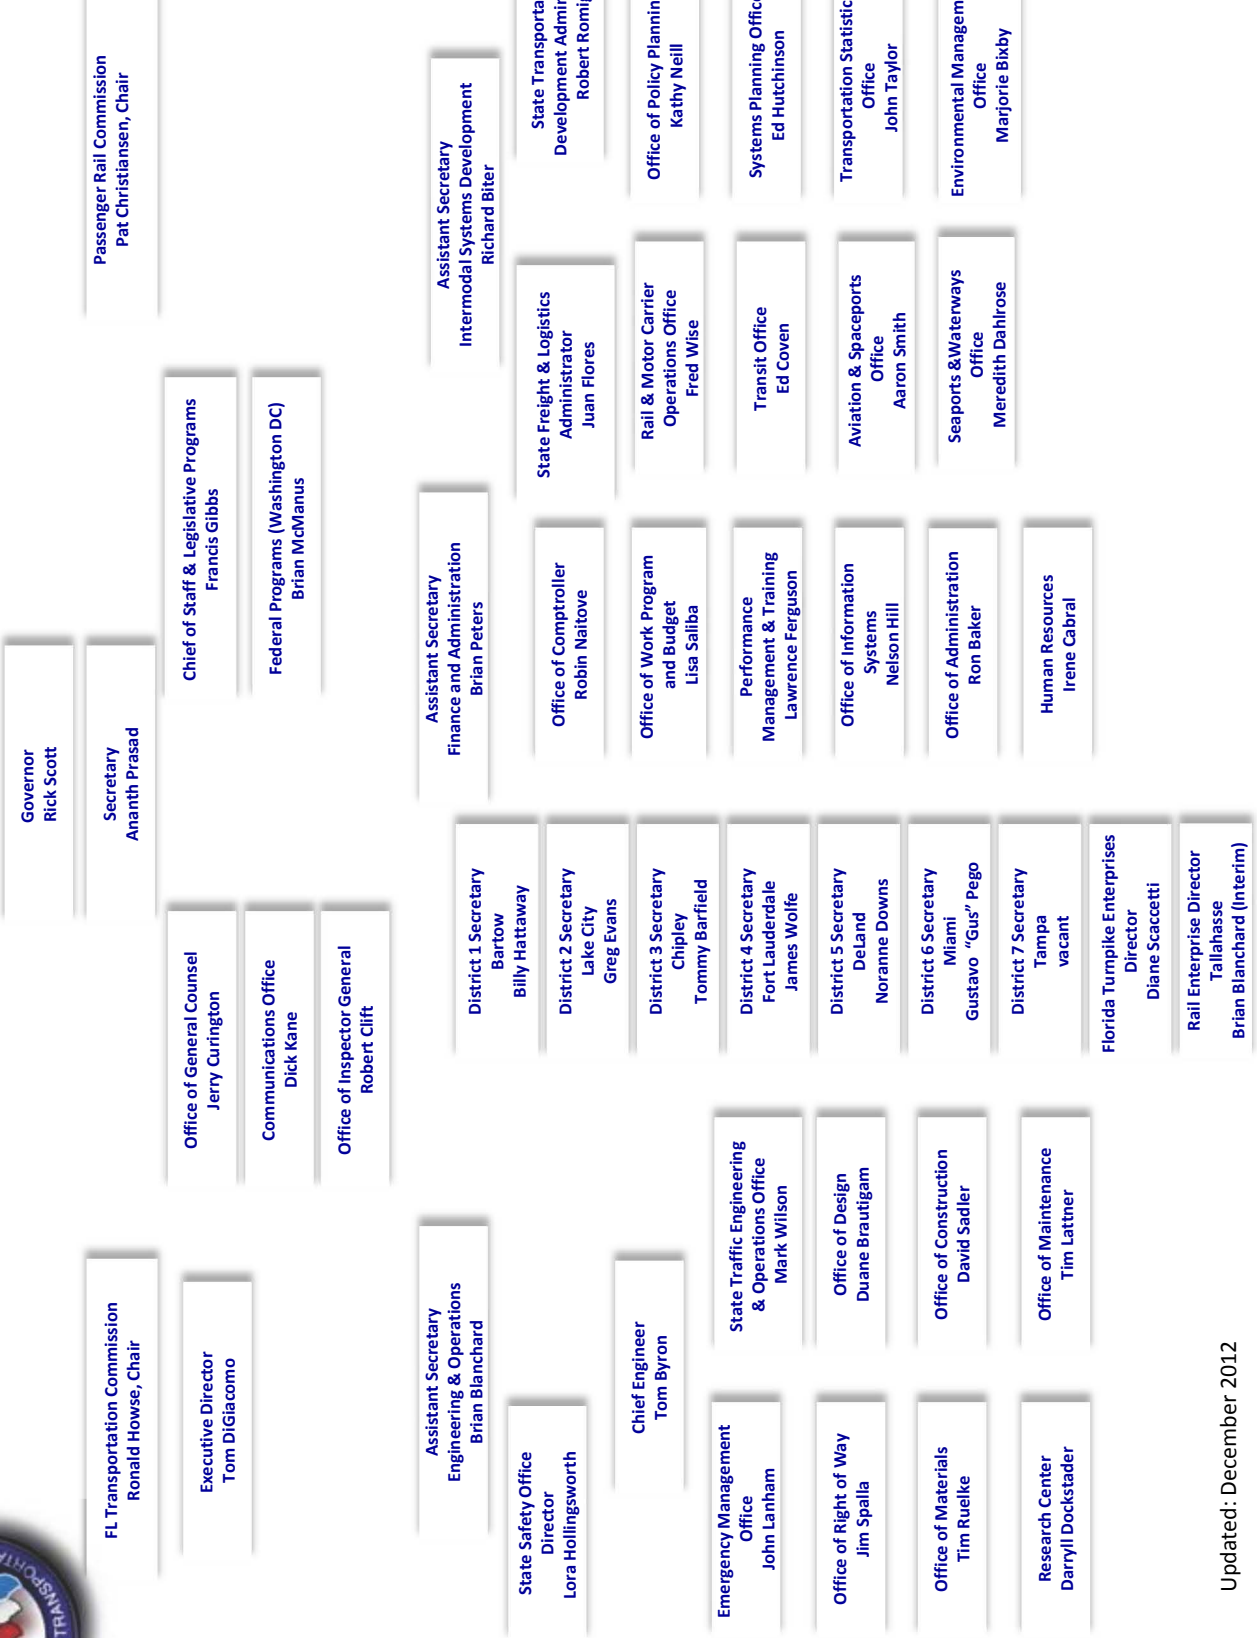 Governor
Rick Scott
Secretary
Ananth Prasad
FL Transportation Commission
Ronald Howse, Chair
Executive Director
Tom DiGiacomo
Passenger Rail Commission
Pat Christiansen, Chair
Office of General Counsel
Jerry Curington
Communications Office
Dick Kane
Office of Inspector General
Robert Clift
Chief of Staff & Legislative Programs
Francis Gibbs
Federal Programs (Washington DC)
Brian McManus
Assistant Secretary
Engineering & Operations
Brian Blanchard
State Safety Office
Director
Lora Hollingsworth
Chief Engineer
Tom Byron
Emergency Management
Office
John Lanham
Office of Right of Way
Jim Spalla
Office of Materials
Tim Ruelke
Research Center
Darryll Dockstader
State Traffic Engineering
& Operations Office
Mark Wilson
Office of Design
Duane Brautigam
Office of Construction
David Sadler
Office of Maintenance
Tim Lattner
District 1 Secretary
Bartow
Billy Hattaway
District 2 Secretary
Lake City
Greg Evans
District 3 Secretary
Chipley
Tommy Barfield
District 4 Secretary
Fort Lauderdale
James Wolfe
District 5 Secretary
DeLand
Noranne Downs
District 6 Secretary
Miami
Gustavo “Gus” Pego
District 7 Secretary
Tampa
vacant
Florida Turnpike Enterprises
Director
Diane Scaccetti
Rail Enterprise Director
Tallahasse
Brian Blanchard (Interim)
Assistant Secretary
Finance and Administration
Brian Peters
Office of Comptroller
Robin Naitove
Office of Work Program
and Budget
Lisa Saliba
Performance
Management & Training
Lawrence Ferguson
Office of Information
Systems
Nelson Hill
Office of Administration
Ron Baker
Human Resources
Irene Cabral
Assistant Secretary
Intermodal Systems Development
Richard Biter
State Freight & Logistics
Administrator
Juan Flores
Rail & Motor Carrier
Operations Office
Fred Wise
Transit Office
Ed Coven
Aviation & Spaceports
Office
Aaron Smith
Seaports &Waterways
Office
Meredith Dahlrose
State Transporta
Development Admin
Robert Romig
Office of Policy Plannin
Kathy Neill
Systems Planning Office
Ed Hutchinson
Transportation Statistic
Office
John Taylor
Environmental Managem
Office
Marjorie Bixby
Updated: December 2012